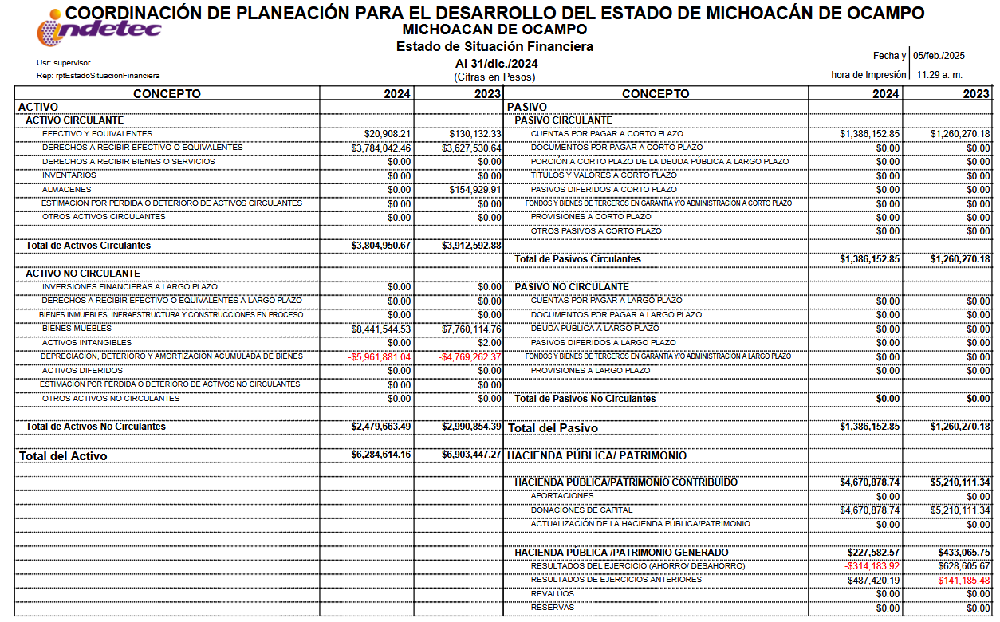 COORDINACIÓN DE PLANEACIÓN PARA EL DESARROLLO DEL ESTADO DE MICHOACÁN DE OCAMPO
indetec
MICHOACAN DE OCAMPO
Estado de Situación Financiera
Usr: supervisor
Al 31/dic./2024
Fecha y 05/feb./2025
Rep: rptEstadoSituacionFinanciera
(Cifras en Pesos)
hora de Impresión 11:29 a. m.
CONCEPTO 2024 2023 CONCEPTO 2024 2023
ACTIVO PASIVO
ACTIVO CIRCULANTE PASIVO CIRCULANTE
EFECTIVO Y EQUIVALENTES $20,908.21 $130,132.33 CUENTAS POR PAGAR A CORTO PLAZO $1,386,152.85 $1,260,270.18
DERECHOS A RECIBIR EFECTIVO O EQUIVALENTES $3,784,042.46 $3,627,530.64 DOCUMENTOS POR PAGAR A CORTO PLAZO $0.00 $0.00
DERECHOS A RECIBIR BIENES O SERVICIOS $0.00 $0.00 PORCIÓN A CORTO PLAZO DE LA DEUDA PÚBLICA A LARGO PLAZO $0.00 $0.00
INVENTARIOS $0.00 $0.00 TÍTULOS Y VALORES A CORTO PLAZO $0.00 $0.00
ALMACENES $0.00 $154,929.91 PASIVOS DIFERIDOS A CORTO PLAZO $0.00 $0.00
ESTIMACIÓN POR PÉRDIDA O DETERIORO DE ACTIVOS CIRCULANTES $0.00 $0.00 FONDOS Y BIENES DE TERCEROS EN GARANTÍA Y/O ADMINISTRACIÓN A CORTO PLAZO $0.00 $0.00
OTROS ACTIVOS CIRCULANTES $0.00 $0.00 PROVISIONES A CORTO PLAZO $0.00 $0.00
OTROS PASIVOS A CORTO PLAZO $0.00 $0.00
Total de Activos Circulantes $3,804,950.67 $3,912,592.88
Total de Pasivos Circulantes $1,386,152.85 $1,260,270.18
ACTIVO NO CIRCULANTE
INVERSIONES FINANCIERAS A LARGO PLAZO $0.00 $0.00 PASIVO NO CIRCULANTE
DERECHOS A RECIBIR EFECTIVO O EQUIVALENTES A LARGO PLAZO $0.00 $0.00 CUENTAS POR PAGAR A LARGO PLAZO $0.00 $0.00
BIENES INMUEBLES, INFRAESTRUCTURA Y CONSTRUCCIONES EN PROCESO $0.00 $0.00 DOCUMENTOS POR PAGAR A LARGO PLAZO $0.00 $0.00
BIENES MUEBLES $8,441,544.53 $7,760,114.76 DEUDA PÚBLICA A LARGO PLAZO $0.00 $0.00
ACTIVOS INTANGIBLES $0.00 $2.00 PASIVOS DIFERIDOS A LARGO PLAZO $0.00 $0.00
DEPRECIACIÓN, DETERIORO Y AMORTIZACIÓN ACUMULADA DE BIENES -$5,961,881.04 -$4,769,262.37 FONDOS Y BIENES DE TERCEROS EN GARANTÍA Y/O ADMINISTRACIÓN A LARGO PLAZO $0.00 $0.00
ACTIVOS DIFERIDOS $0.00 $0.00 PROVISIONES A LARGO PLAZO $0.00 $0.00
ESTIMACIÓN POR PÉRDIDA O DETERIORO DE ACTIVOS NO CIRCULANTES $0.00 $0.00
OTROS ACTIVOS NO CIRCULANTES $0.00 $0.00 Total de Pasivos No Circulantes $0.00 $0.00
Total de Activos No Circulantes $2,479,663.49 $2,990,854.39 Total del Pasivo $1,386,152.85 $1,260,270.18
Total del Activo $6,284,614.16 $6,903,447.27 HACIENDA PÚBLICA/ PATRIMONIO
HACIENDA PÚBLICA/PATRIMONIO CONTRIBUIDO $4,670,878.74 $5,210,111.34
APORTACIONES $0.00 $0.00
DONACIONES DE CAPITAL $4,670,878.74 $5,210,111.34
ACTUALIZACIÓN DE LA HACIENDA PÚBLICA/PATRIMONIO $0.00 $0.00
HACIENDA PÚBLICA /PATRIMONIO GENERADO $227,582.57 $433,065.75
RESULTADOS DEL EJERCICIO (AHORRO/ DESAHORRO) -$314,183.92 $628,605.67
RESULTADOS DE EJERCICIOS ANTERIORES $487,420.19 -$141,185.48
REVALÚOS $0.00 $0.00
RESERVAS $0.00 $0.00